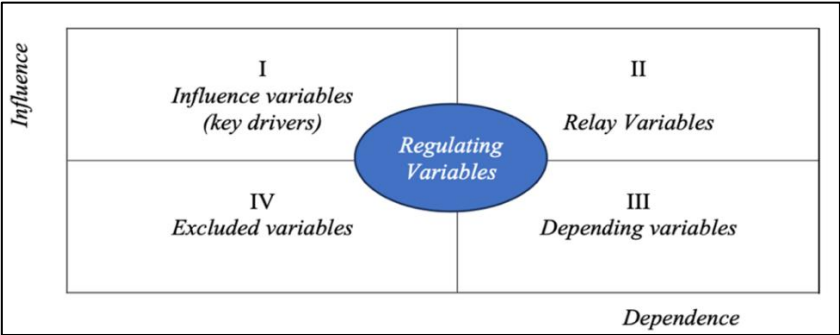 Influence
I
Influence variables
(key drivers)
II
Relay Variables
Regulating
Variables
IV
Excluded variables
III
Depending variables
Dependence